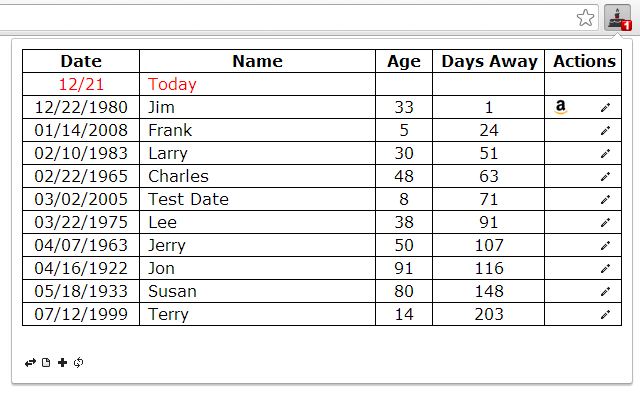 1
Date Name Age Days Away Actions
12/21 Today
12/22/1980 Jim 33 1 a
01/14/2008 Frank 5 24
02/10/1983 Larry 30 51
02/22/1965 Charles 48 63
03/02/2005 Test Date 8 71
03/22/1975 Lee 38 91
04/07/1963 Jerry 50 107
04/16/1922 Jon 91 116
05/18/1933 Susan 80 148
07/12/1999 Terry 14 203